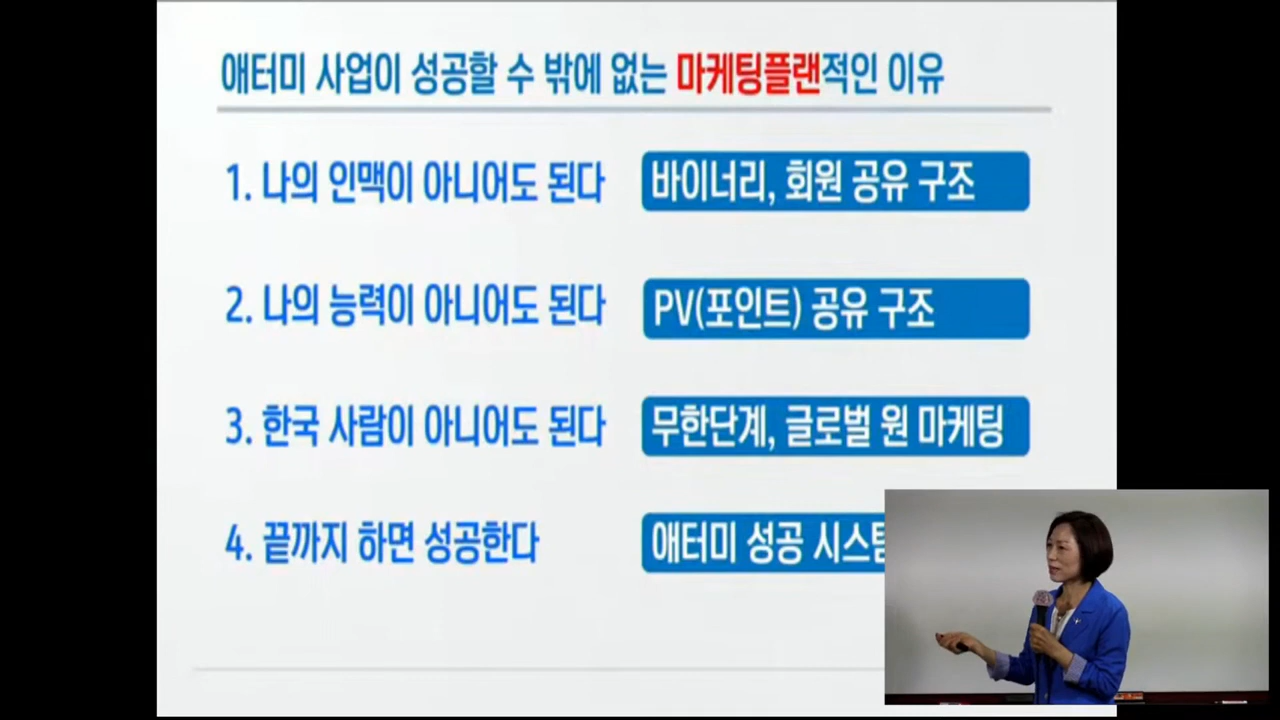 애터미 사업이 성공할 수 밖에 없는 마케팅플랜적인 이유
1. 나의 인맥이 아니어도 된다 바이너리, 회원 공유 구조
2. 나의 능력이 아니어도 된다 PV(포인트) 공유 구조
3. 한국 사람이 아니어도 된다 무한단계, 글로벌 원 마케팅
4. 끝까지 하면 성공한다 애터미 성공 시스템